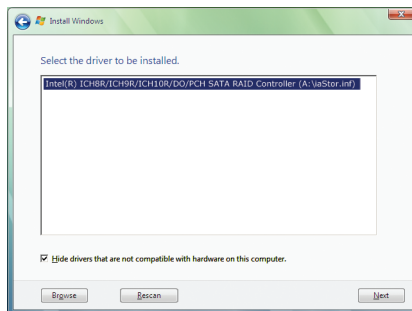 Install Windows
Select the driver to be installed.
Intel(R) ICH8R/ICH9R/ICH10R/DO/PCH SATA RAID Controller (A:\iaStor.inf)
Hide drivers that are not compatible with hardware on this computer.
Browse
Rescan
Next